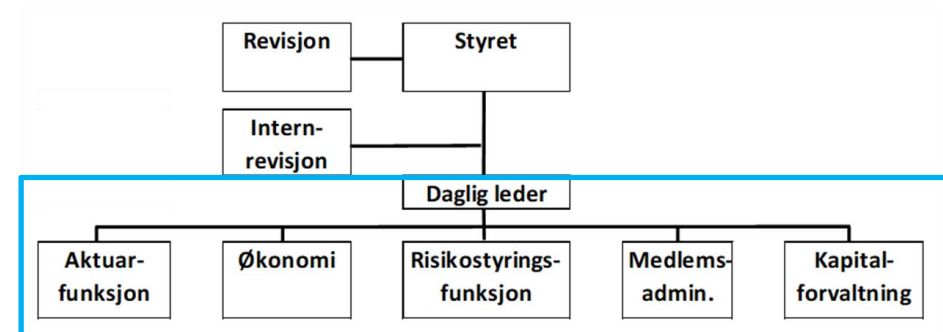 Revisjon
Styret
Intern-
revisjon
Daglig leder
Aktuar-
funksjon
Økonomi
Risikostyrings-
funksjon
Medlems-
admin.
Kapital-
forvaltning